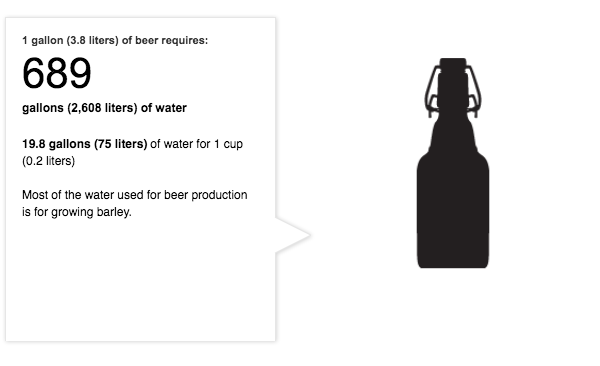 1 gallon (3.8 liters) of beer requires:
689
gallons (2,608 liters) of water
19.8 gallons (75 liters) of water for 1 cup
(0.2 liters)
Most of the water used for beer production
is for growing barley.